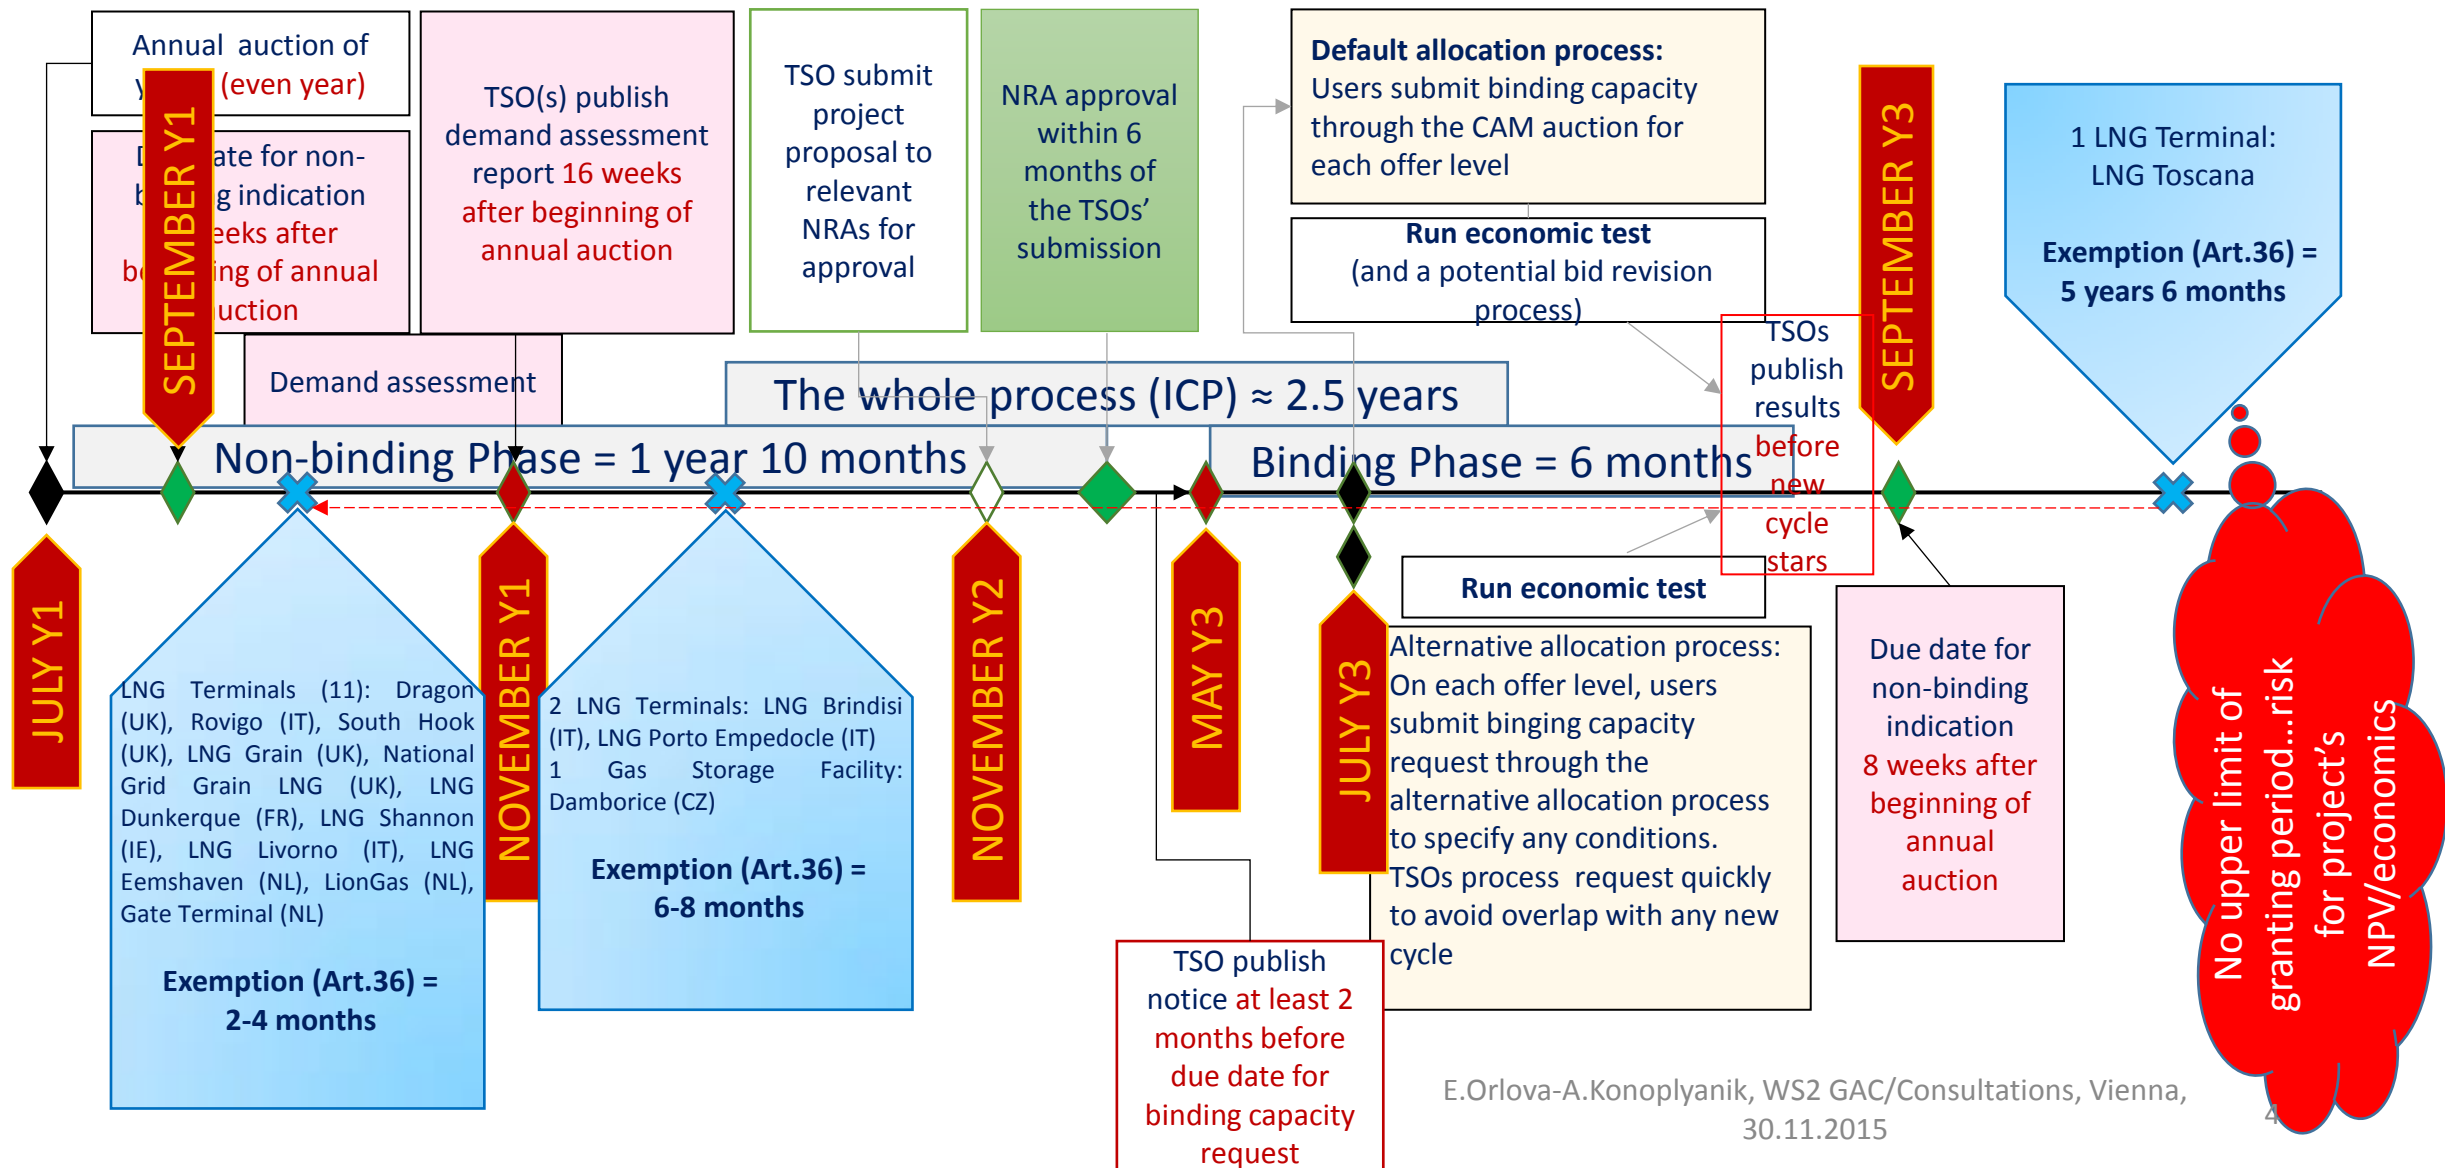 Annual auction of
(even year)
ate for non-
g indication
eeks after
ing of annual
uction
SEPTEMBER Y1
TSO(s) publish
demand assessment
report 16 weeks
after beginning of
annual auction
TSO submit
project
proposal to
relevant
NRAs for
approval
NRA approval
within 6
months of
the TSOs’
submission
Default allocation process:
Users submit binding capacity
through the CAM auction for
each offer level
Run economic test
(and a potential bid revision
process)
TSOs
publish
results
before
new
cycle
stars
SEPTEMBER Y3
1 LNG Terminal:
LNG Toscana
Exemption (Art.36) =
5 years 6 months
Demand assessment
The whole process (ICP) ≈ 2.5 years
Non-binding Phase = 1 year 10 months
Binding Phase = 6 months
JULY Y1
LNG Terminals (11): Dragon
(UK), Rovigo (IT), South Hook
(UK), LNG Grain (UK), National
Grid Grain LNG (UK), LNG
Dunkerque (FR), LNG Shannon
(IE), LNG Livorno (IT), LNG
Eemshaven (NL), LionGas (NL),
Gate Terminal (NL)
Exemption (Art.36) =
2-4 months
NOVEMBER Y1
2 LNG Terminals: LNG Brindisi
(IT), LNG Porto Empedocle (IT)
1 Gas Storage Facility:
Damborice (CZ)
Exemption (Art.36) =
6-8 months
NOVEMBER Y2
MAY Y3
JULY Y3
Run economic test
Alternative allocation process:
On each offer level, users
submit binging capacity
request through the
alternative allocation process
to specify any conditions.
TSOs process request quickly
to avoid overlap with any new
cycle
TSO publish
notice at least 2
months before
due date for
binding capacity
request
Due date for
non-binding
indication
8 weeks after
beginning of
annual
auction
No upper limit of
granting period...risk
for project’s
NPV/economics
E.Orlova-A.Konoplyanik, WS2 GAC/Consultations, Vienna,
30.11.2015
4